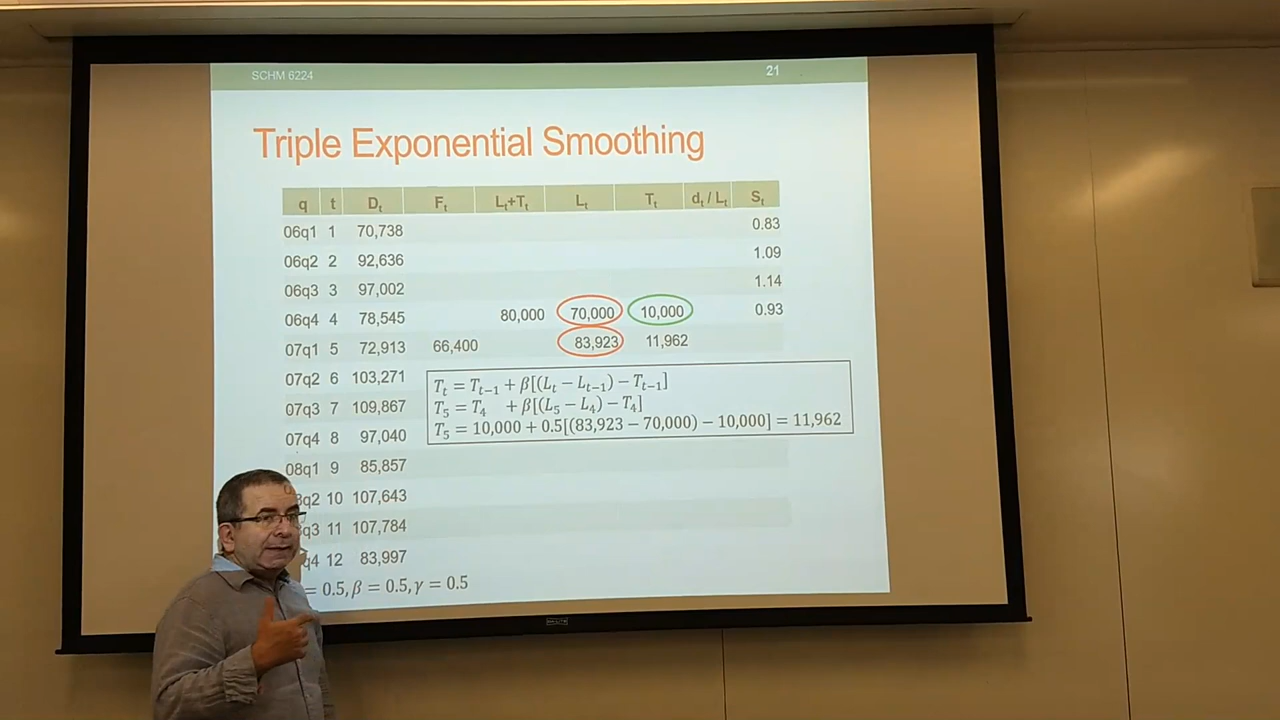 SCHM 6224 21
Triple Exponential Smoothing
q t Dₜ Fₜ Lₜ+Tₜ Lₜ Tₜ dₜ / Lₜ Sₜ
06q1 1 70,738 0.83
06q2 2 92,636 1.09
06q3 3 97,002 1.14
06q4 4 78,545 80,000 70,000 10,000 0.93
07q1 5 72,913 66,400 83,923 11,962
07q2 6 103,271
07q3 7 109,867
07q4 8 97,040
Tₜ = Tₜ₋₁ + β[(Lₜ − Lₜ₋₁) − Tₜ₋₁]
T₅ = T₄ + β[(L₅ − L₄) − T₄]
T₅ = 10,000 + 0.5[(83,923 − 70,000) − 10,000] = 11,962
08q1 9 85,857
q2 10 107,643
q3 11 107,784
q4 12 83,997
= 0.5, β = 0.5, γ = 0.5